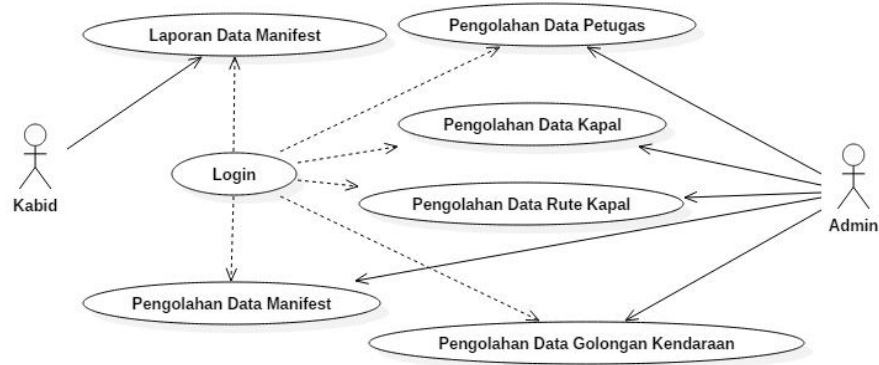 Pengolahan Data Petugas
Laporan Data Manifest
Pengolahan Data Kapal
Login
Kabid
Pengolahan Data Rute Kapal
Admin
Pengolahan Data Manifest
Pengolahan Data Golongan Kendaraan